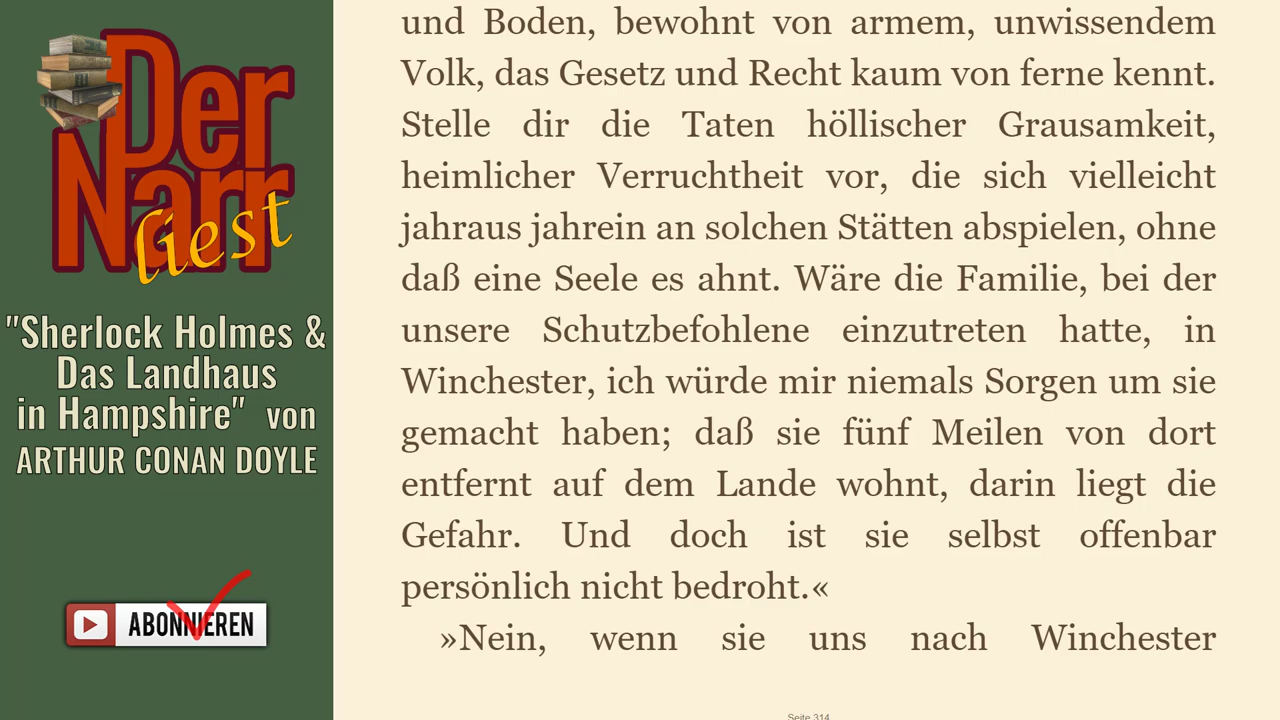 Der
Narr
liest
"Sherlock Holmes &
Das Landhaus
in Hampshire" von
ARTHUR CONAN DOYLE
ABONNIEREN
und Boden, bewohnt von armem, unwissendem
Volk, das Gesetz und Recht kaum von ferne kennt.
Stelle dir die Taten höllischer Grausamkeit,
heimlicher Verruchtheit vor, die sich vielleicht
jahraus jahrein an solchen Stätten abspielen, ohne
daß eine Seele es ahnt. Wäre die Familie, bei der
unsere Schutzbefohlene einzutreten hatte, in
Winchester, ich würde mir niemals Sorgen um sie
gemacht haben; daß sie fünf Meilen von dort
entfernt auf dem Lande wohnt, darin liegt die
Gefahr. Und doch ist sie selbst offenbar
persönlich nicht bedroht.«
»Nein, wenn sie uns nach Winchester
Seite 314